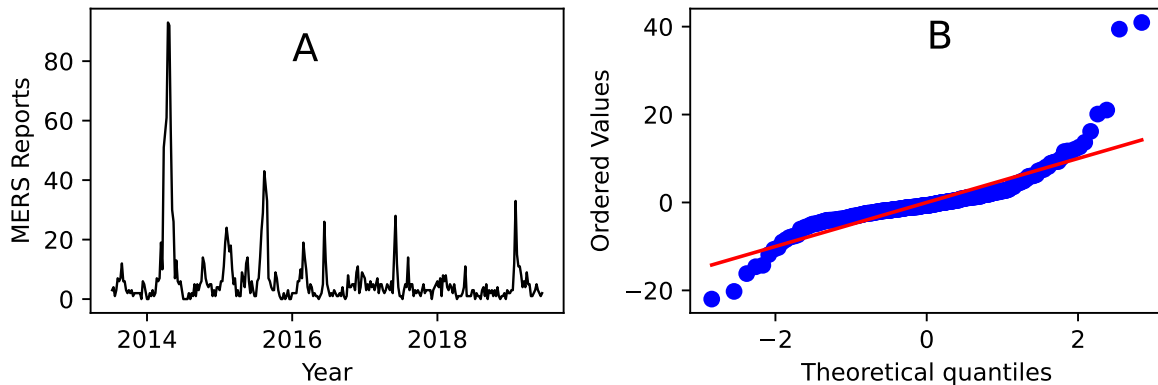 A
80
60
40
20
0
MERS Reports
2014
2016
2018
Year
B
40
20
0
−20
Ordered Values
−2
0
2
Theoretical quantiles